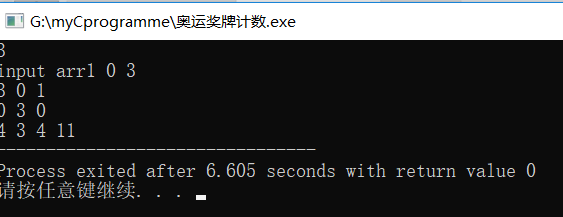 G:\myCprogramme\奥运奖牌计数.exe
3
input arr1 0 3
3 0 1
0 3 0
4 3 4 11
--------------------------------
Process exited after 6.605 seconds with return value 0
请按任意键继续. . .